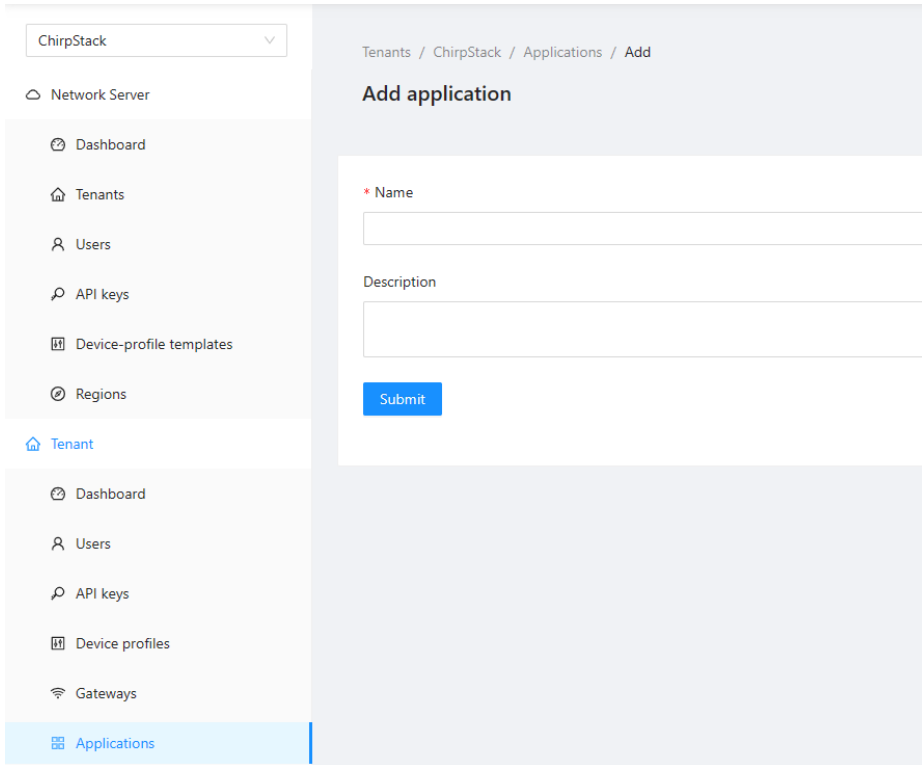 ChirpStack
Network Server
Dashboard
Tenants
Users
API keys
Device-profile templates
Regions
Tenant
Dashboard
Users
API keys
Device profiles
Gateways
Applications
Tenants / ChirpStack / Applications / Add
Add application
* Name
Description
Submit